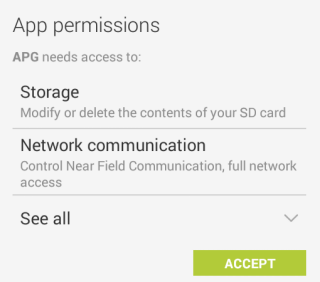 App permissions
APG needs access to:
Storage
Modify or delete the contents of your SD card
Network communication
Control Near Field Communication, full network
access
See all
ACCEPT